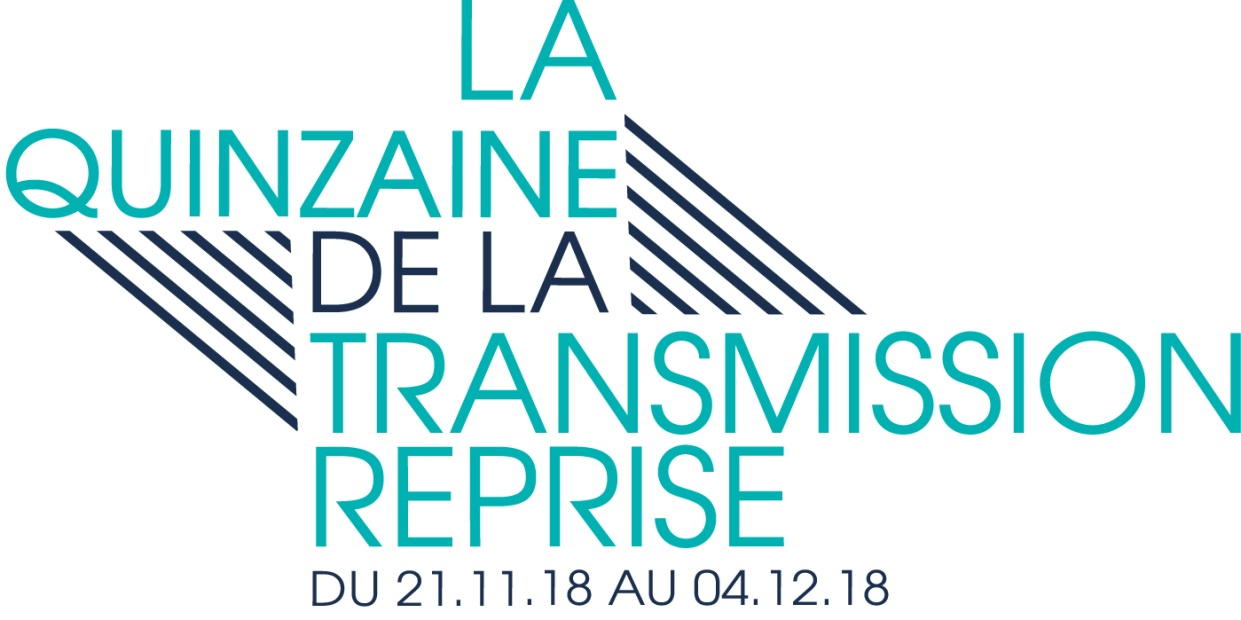 LA
QUINZAINE
DE LA
TRANSMISSION
REPRISE
DU 21.11.18 AU 04.12.18